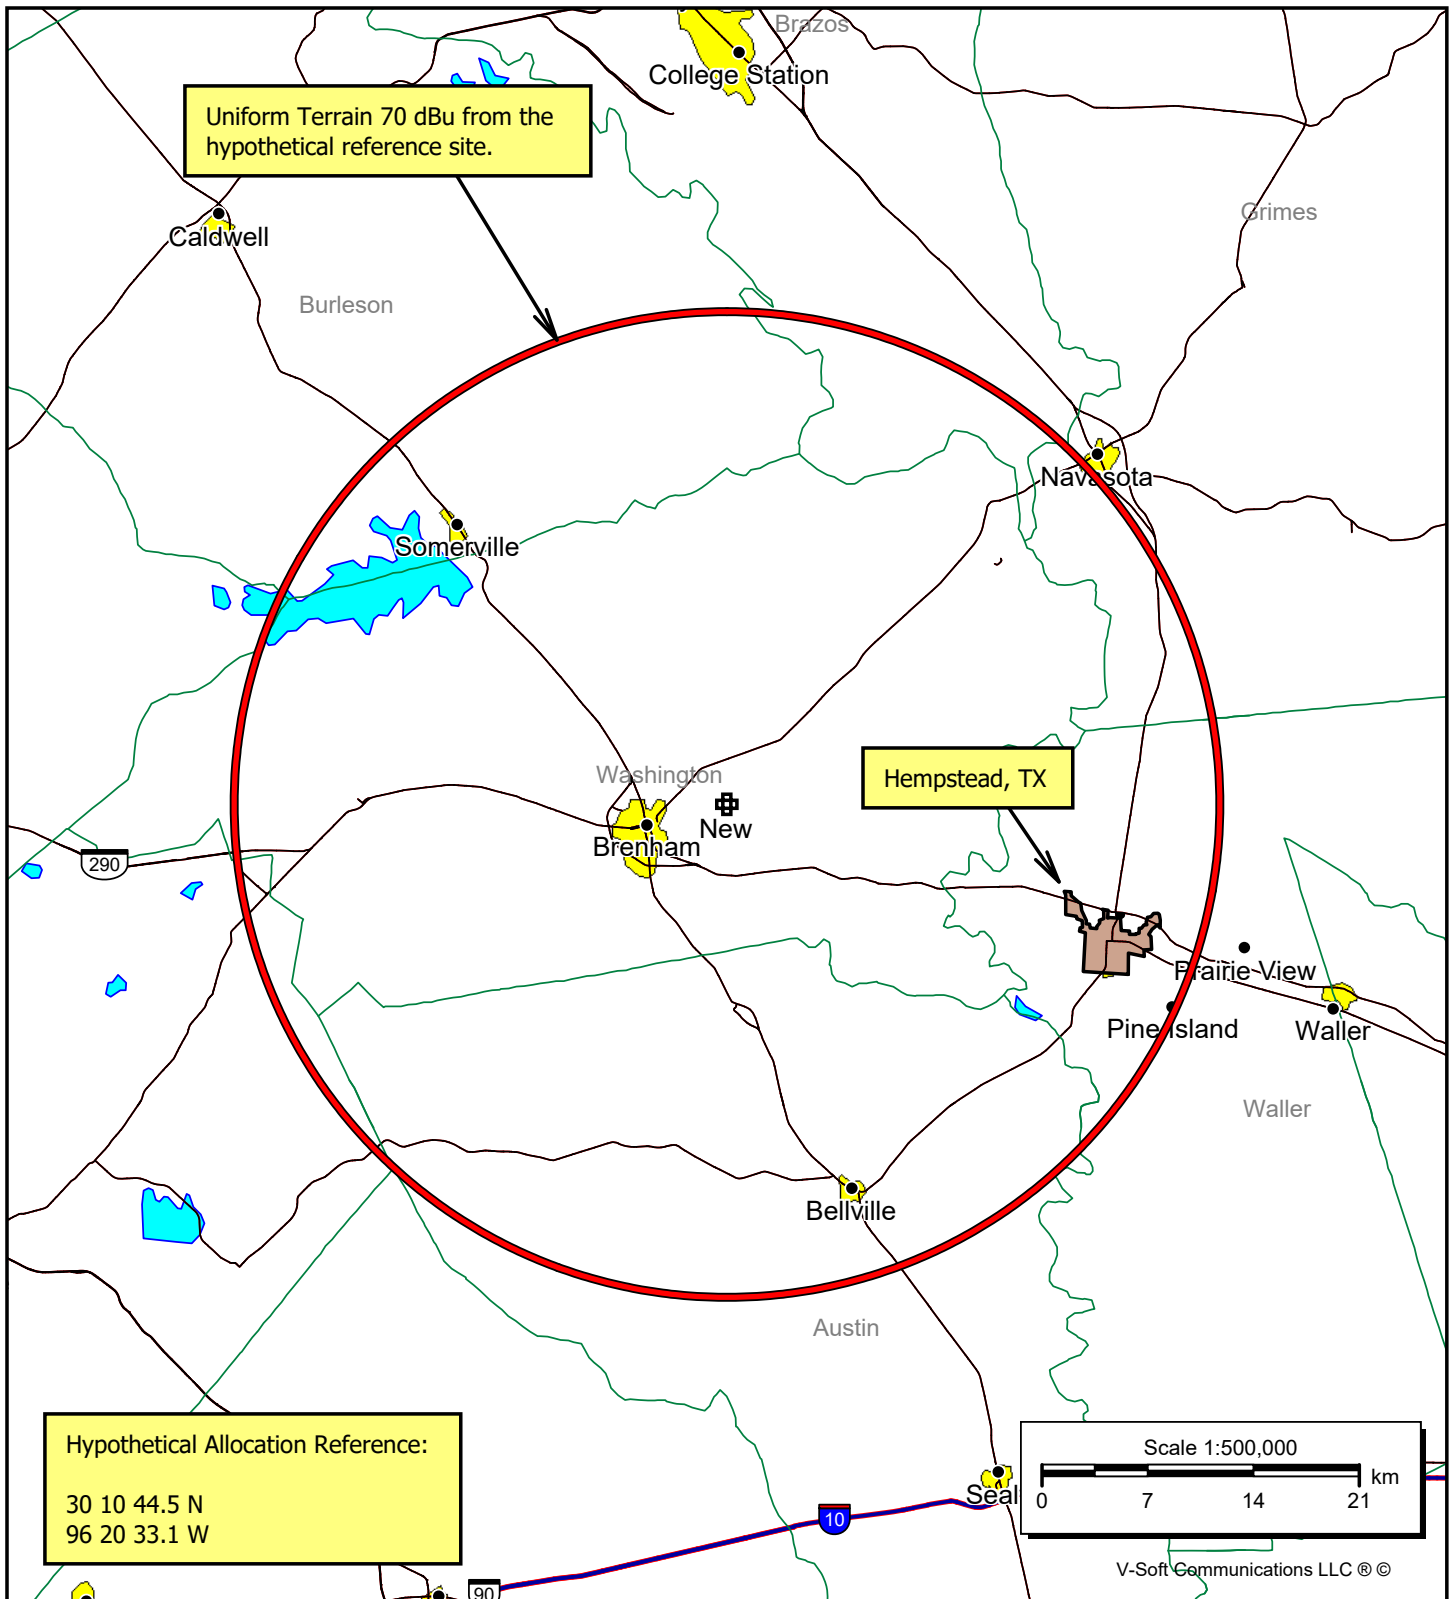 Brazos
College Station
Uniform Terrain 70 dBu from the
hypothetical reference site.
Grimes
Caldwell
Burleson
Navasota
Somerville
Washington
Hempstead, TX
New
Brenham
290
Prairie View
Pine Island
Waller
Waller
Bellville
Austin
Hypothetical Allocation Reference:
30 10 44.5 N
96 20 33.1 W
Scale 1:500,000
km
0 7 14 21
Seal
10
90
V-Soft Communications LLC ® ©